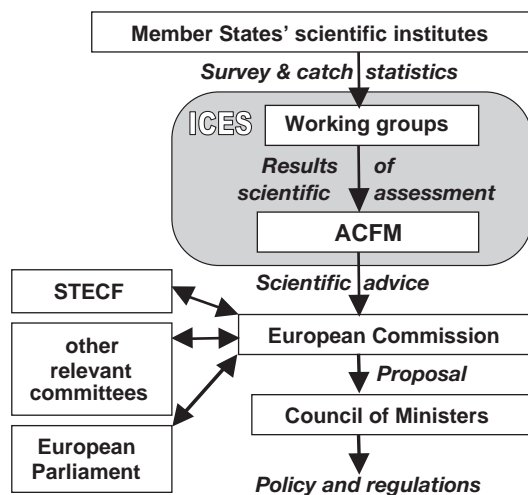 Member States’ scientific institutes
Survey & catch statistics
ICES
Working groups
Results of
scientific assessment
ACFM
Scientific advice
STECF
European Commission
other
relevant
committees
Proposal
Council of Ministers
European
Parliament
Policy and regulations